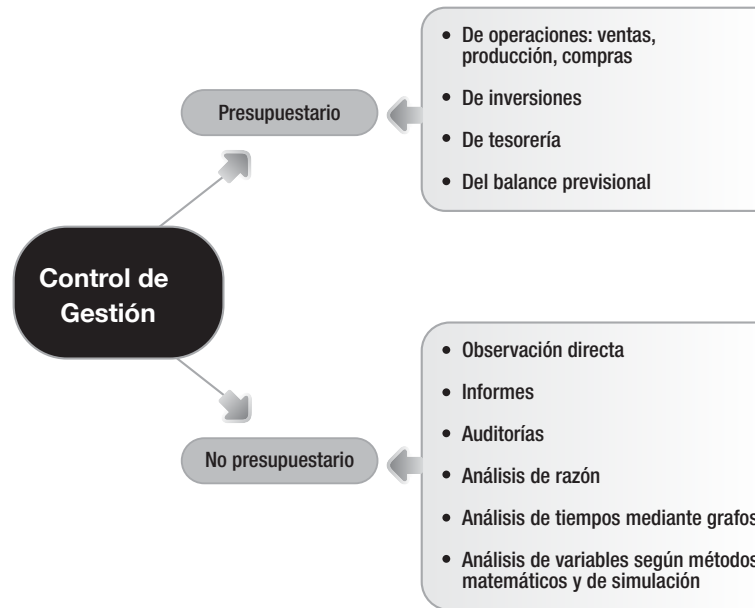 • De operaciones: ventas,
producción, compras
• De inversiones
• De tesorería
• Del balance previsional
Presupuestario
Control de
Gestión
No presupuestario
• Observación directa
• Informes
• Auditorías
• Análisis de razón
• Análisis de tiempos mediante grafos
• Análisis de variables según métodos
matemáticos y de simulación